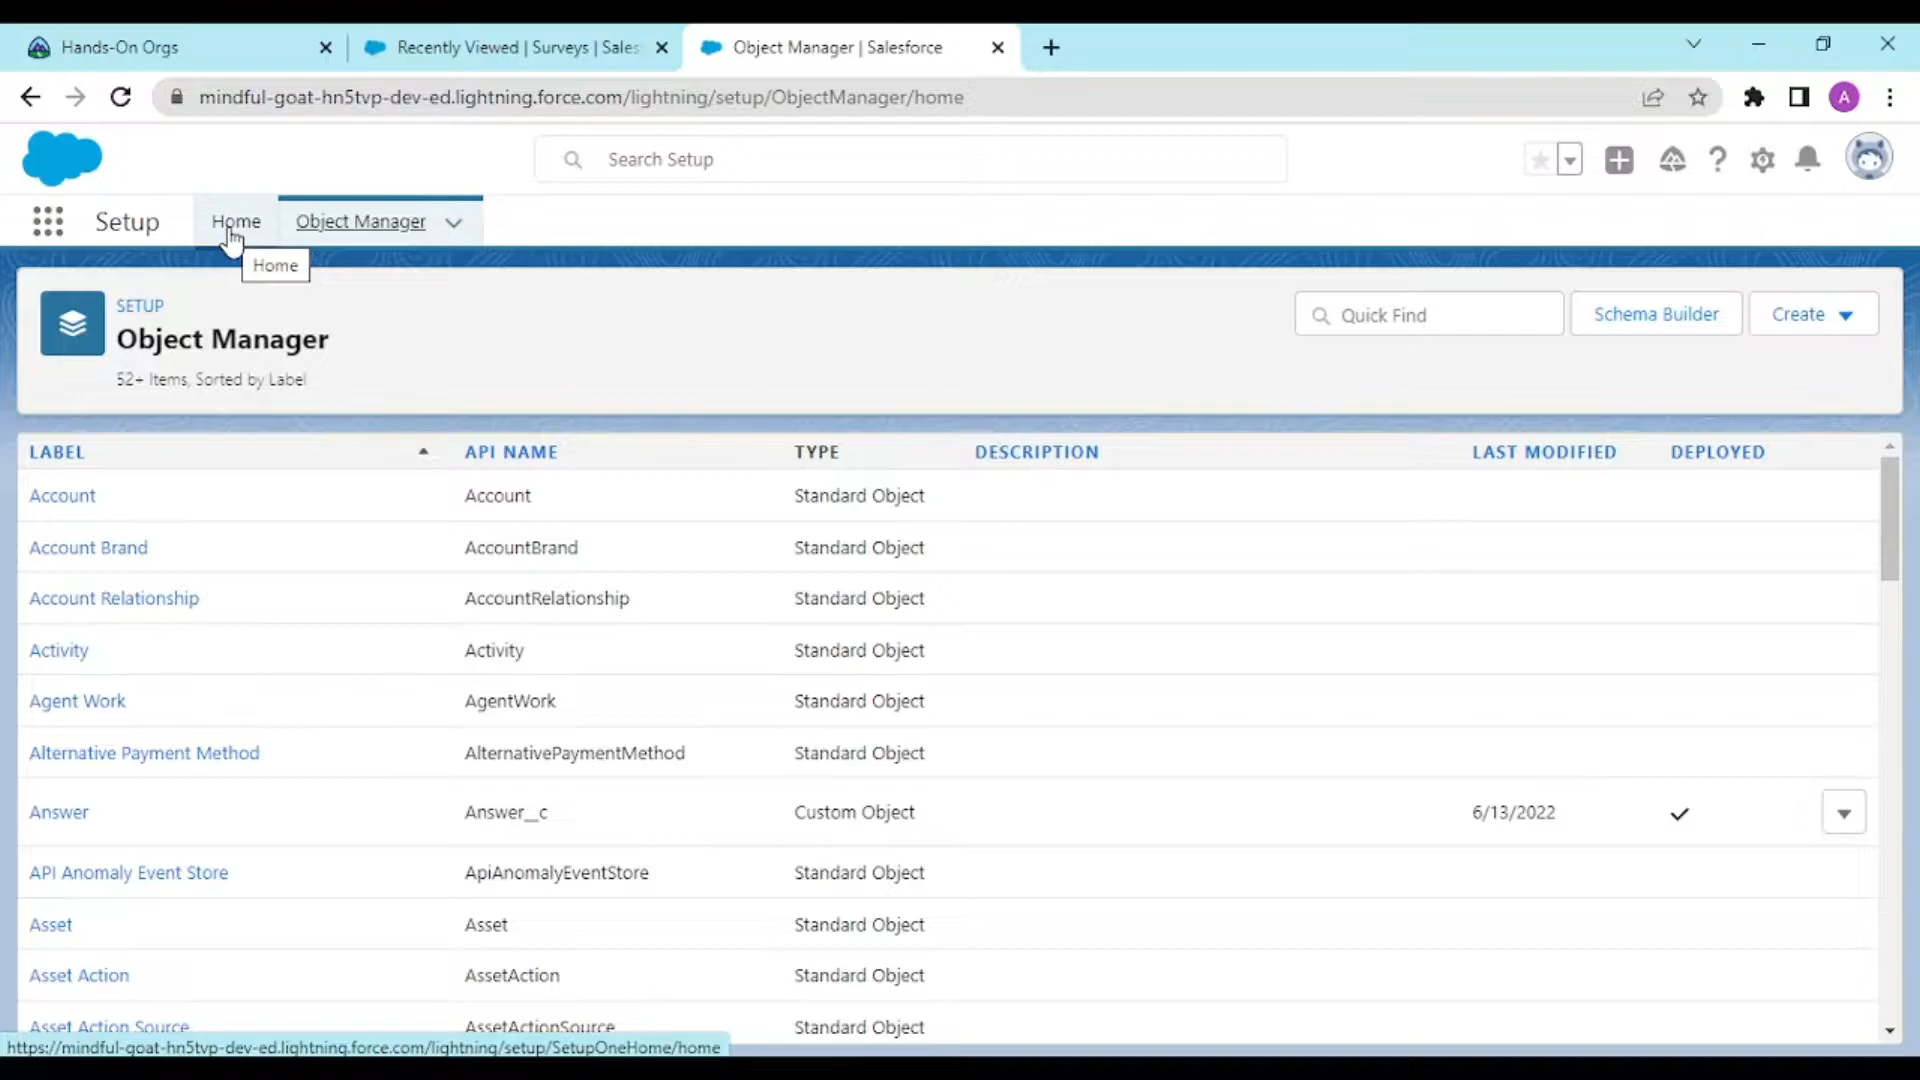 Hands-On Orgs
Recently Viewed | Surveys | Sales
Object Manager | Salesforce
mindful-goat-hn5tvp-dev-ed.lightning.force.com/lightning/setup/ObjectManager/home
A
Search Setup
Setup
Home
Object Manager
Home
SETUP
Object Manager
52+ Items, Sorted by Label
Quick Find
Schema Builder
Create
LABEL API NAME TYPE DESCRIPTION LAST MODIFIED DEPLOYED
Account Account Standard Object
Account Brand AccountBrand Standard Object
Account Relationship AccountRelationship Standard Object
Activity Activity Standard Object
Agent Work AgentWork Standard Object
Alternative Payment Method AlternativePaymentMethod Standard Object
Answer Answer__c Custom Object 6/13/2022
API Anomaly Event Store ApiAnomalyEventStore Standard Object
Asset Asset Standard Object
Asset Action AssetAction Standard Object
Asset Action Source AssetActionSource Standard Object
https://mindful-goat-hn5tvp-dev-ed.lightning.force.com/lightning/setup/SetupOneHome/home